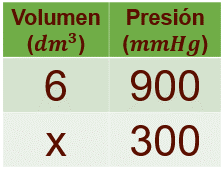 Volumen Presión
(dm³) (mmHg)
6 900
x 300